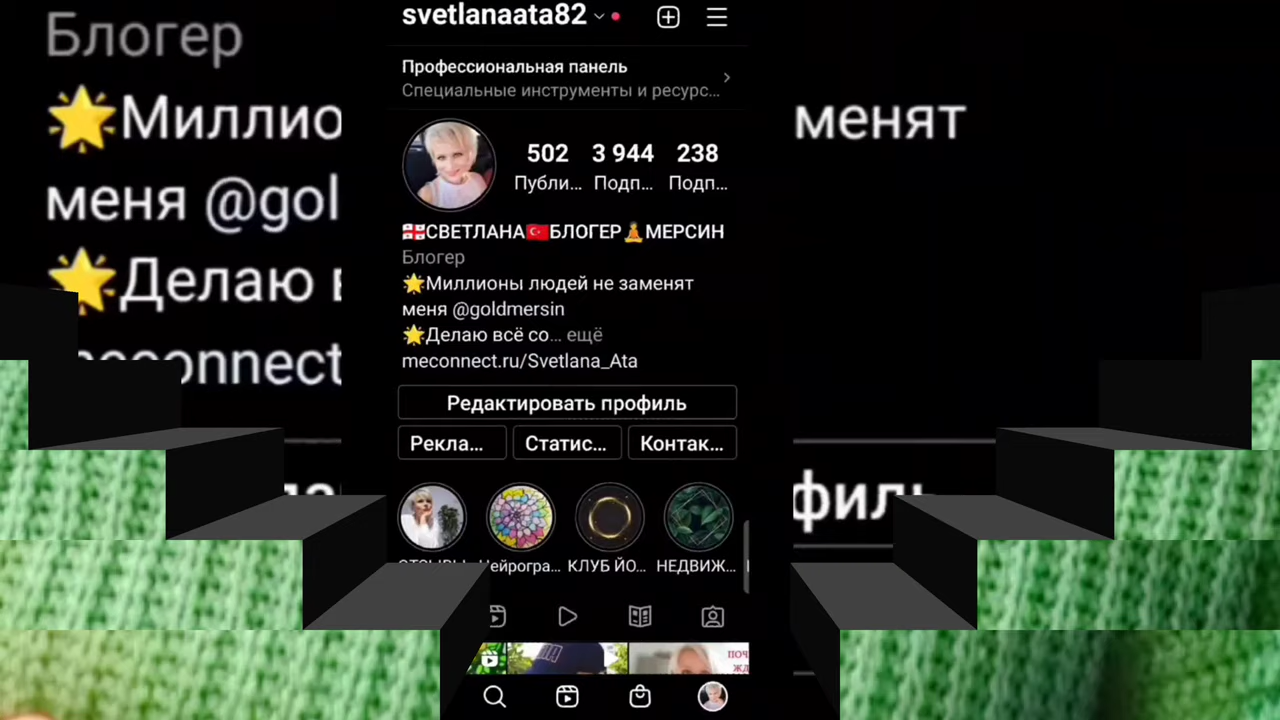 svetlanaata82
Профессиональная панель
Специальные инструменты и ресурс...
502 3 944 238
Публи... Подп... Подп...
СВЕТЛАНА БЛОГЕР МЕРСИН
Блогер
Миллионы людей не заменят
меня @goldmersin
Делаю всё со... ещё
meconnect.ru/Svetlana_Ata
Редактировать профиль
Рекла... Статис... Контак...
КЛУБ ЙО... НЕДВИЖ...
Блогер
Миллио
менят
меня @gol
Делаю